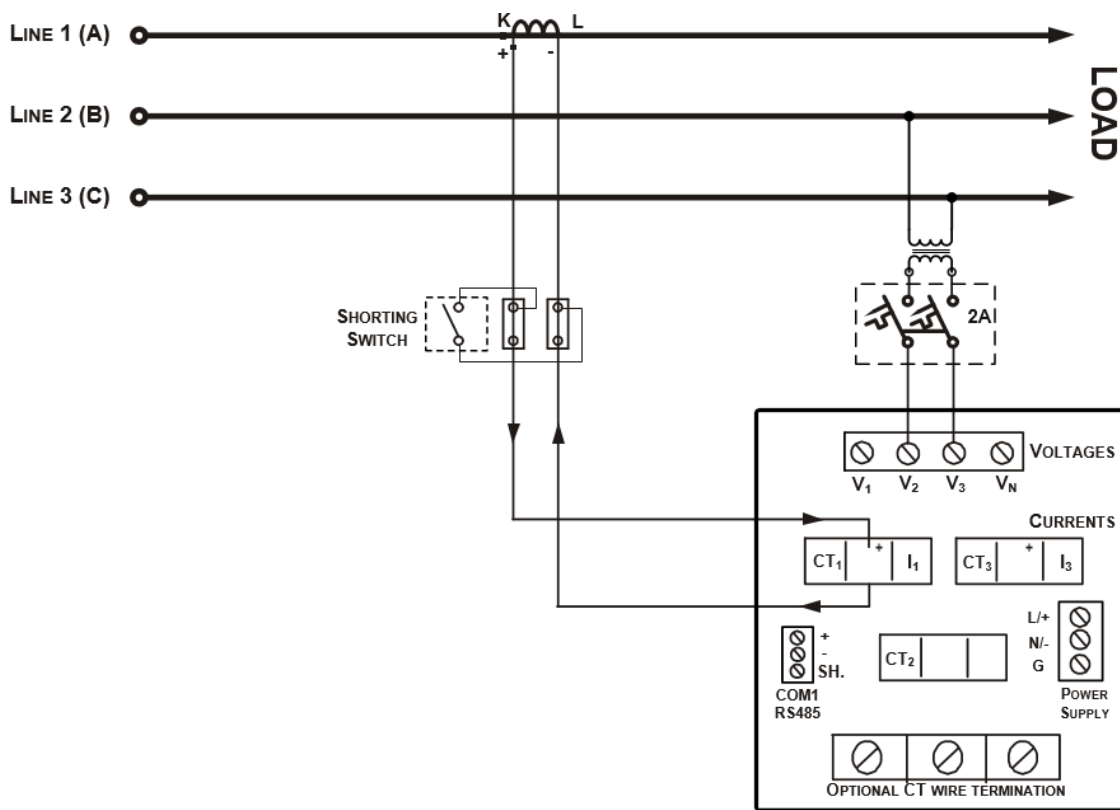 K
L
LINE 1 (A)
+
-
LOAD
LINE 2 (B)
LINE 3 (C)
SHORTING
SWITCH
2A
VOLTAGES
V1
V2
V3
VN
CURRENTS
CT1
+
I1
CT3
+
I3
L/+
N/-
G
POWER
SUPPLY
+
-
SH.
COM1
RS485
CT2
OPTIONAL CT WIRE TERMINATION